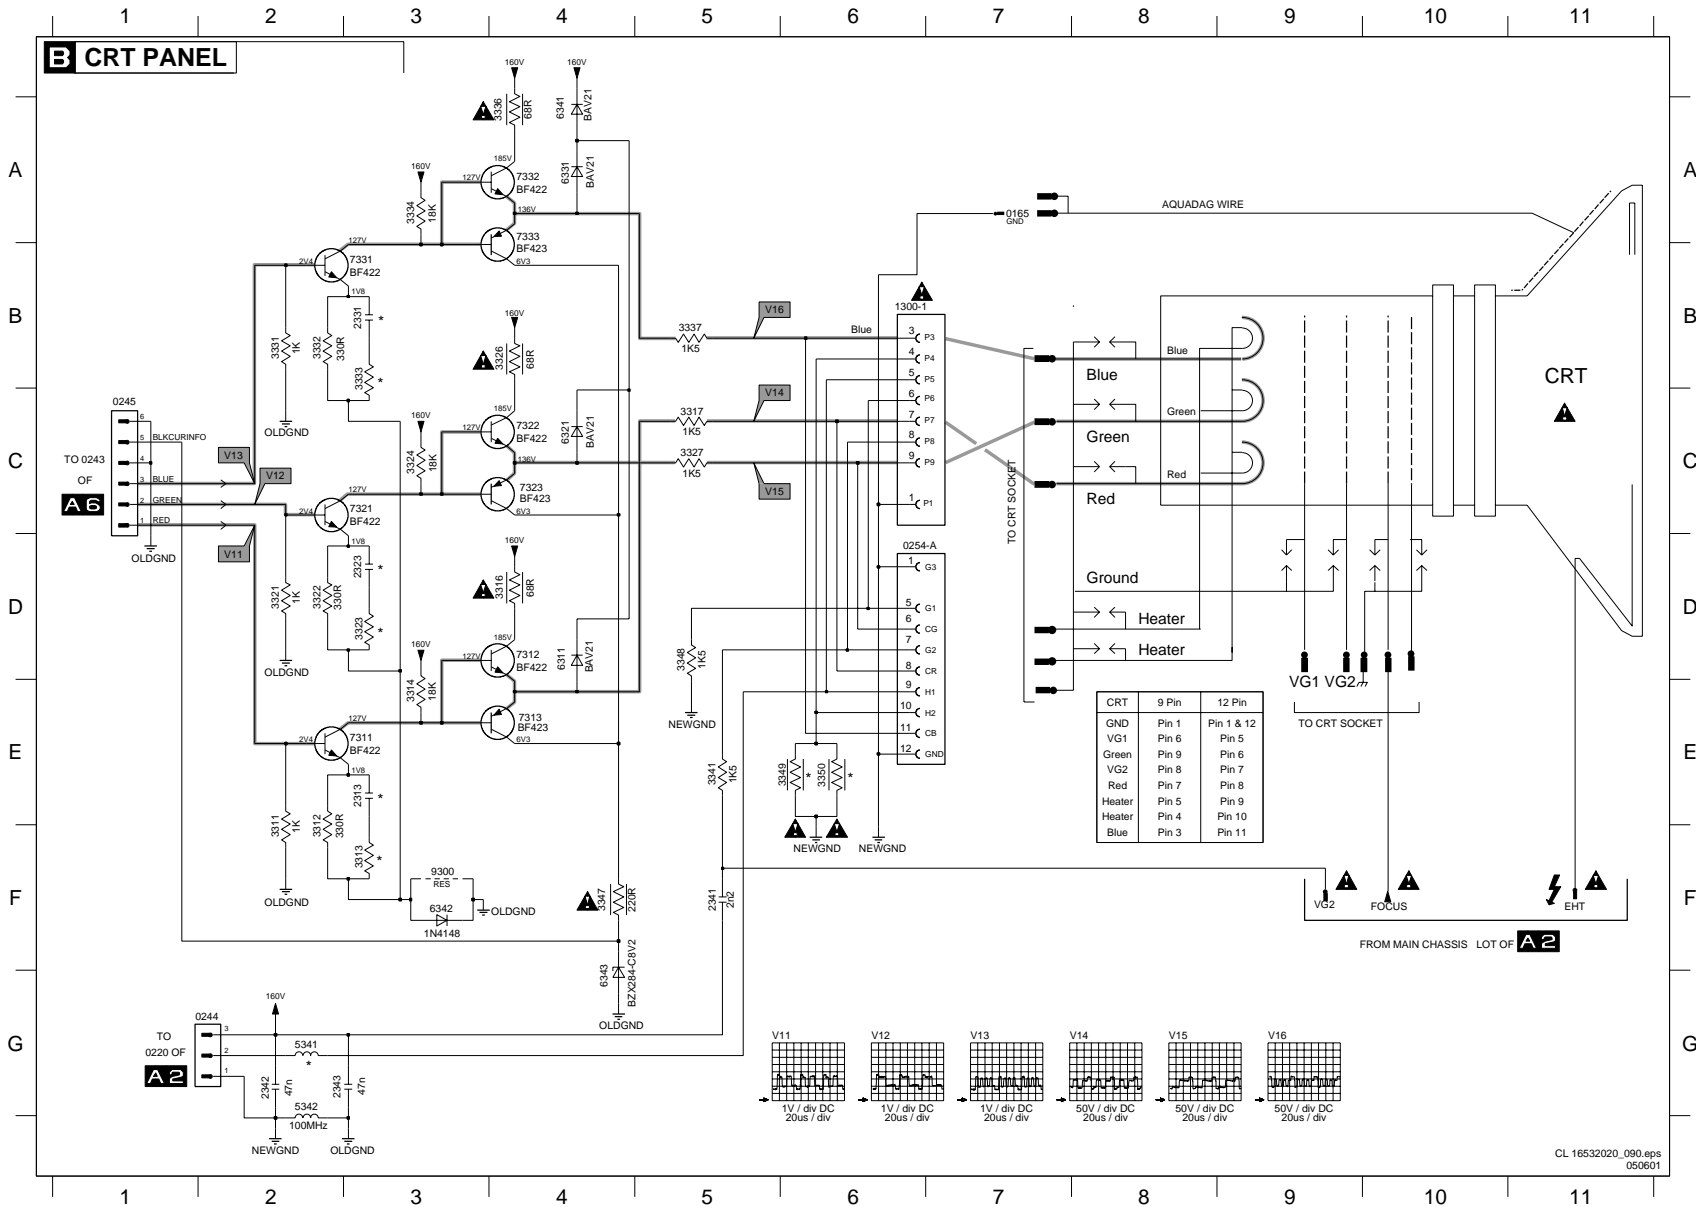 1 2 3 4 5 6 7 8 9 10 11
B CRT PANEL
A
B
C
D
E
F
G
A
B
C
D
E
F
G
160V
3336
68R
160V
6341
BAV21
6331
BAV21
185V
127V
7332
BF422
136V
160V
3334
18K
7333
BF423
6V3
127V
2V4
7331
BF422
1V8
3331
1K
3332
330R
2331
*
3333
*
OLDGND
160V
3326
68R
185V
127V
7322
BF422
136V
6321
BAV21
160V
3324
18K
7323
BF423
6V3
127V
2V4
7321
BF422
1V8
3321
1K
3322
330R
2323
*
3323
*
OLDGND
160V
3316
68R
185V
127V
7312
BF422
6311
BAV21
160V
3314
18K
7313
BF423
6V3
127V
2V4
7311
BF422
1V8
3311
1K
3312
330R
2313
*
3313
*
OLDGND
0245
6
5 BLKCURINFO
4
3 BLUE
2 GREEN
1 RED
TO 0243
OF
A 6
OLDGND
V13
V12
V11
9300
RES
6342
1N4148
OLDGND
3347
220R
6343
BZX284-C8V2
OLDGND
0244
3
2
1
TO
0220 OF
A 2
160V
5341
*
2342
47n
2343
47n
5342
100MHz
NEWGND
OLDGND
3337
1K5
V16
Blue
3317
1K5
V14
3327
1K5
V15
3348
1K5
NEWGND
3341
1K5
2341
2n2
3349
*
3350
*
NEWGND
NEWGND
1300-1
3 P3
4 P4
5 P5
6 P6
7 P7
8 P8
9 P9
1 P1
0254-A
1 G3
5 G1
6 CG
7 G2
8 CR
9 H1
10 H2
11 CB
12 GND
0165
GND
AQUADAG WIRE
TO CRT SOCKET
Blue
Blue
Green
Green
Red
Red
Ground
Heater
Heater
CRT
VG1 VG2
TO CRT SOCKET
CRT 9 Pin 12 Pin
GND Pin 1 Pin 1 & 12
VG1 Pin 6 Pin 5
Green Pin 9 Pin 6
VG2 Pin 8 Pin 7
Red Pin 7 Pin 8
Heater Pin 5 Pin 9
Heater Pin 4 Pin 10
Blue Pin 3 Pin 11
VG2
FOCUS
EHT
FROM MAIN CHASSIS LOT OF A 2
V11
1V / div DC
20us / div
V12
1V / div DC
20us / div
V13
1V / div DC
20us / div
V14
50V / div DC
20us / div
V15
50V / div DC
20us / div
V16
50V / div DC
20us / div
CL 16532020_090.eps
050601
1 2 3 4 5 6 7 8 9 10 11